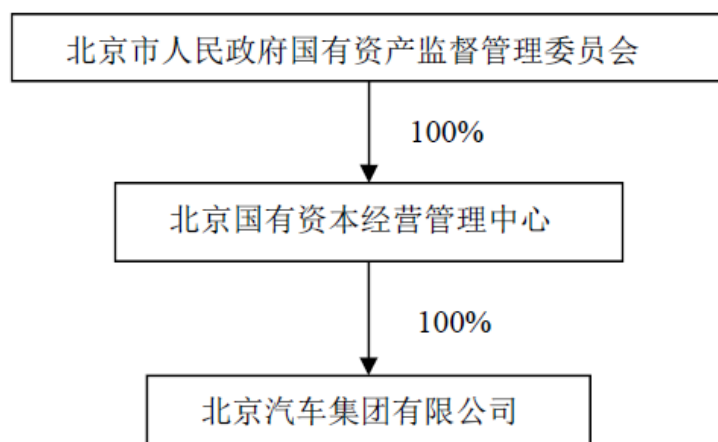 北京市人民政府国有资产监督管理委员会
100%
北京国有资本经营管理中心
100%
北京汽车集团有限公司